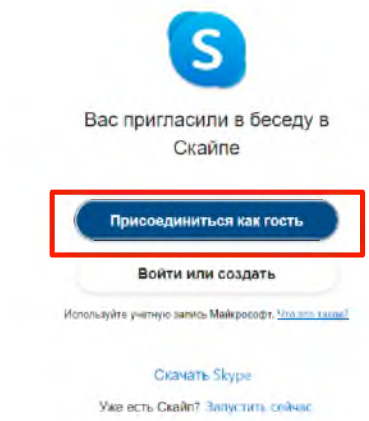 S
Вас пригласили в беседу в
Скайпе
Присоединиться как гость
Войти или создать
Используйте учетную запись Майкрософт. Что это такое?
Скачать Skype
Уже есть Скайп? Запустить сейчас